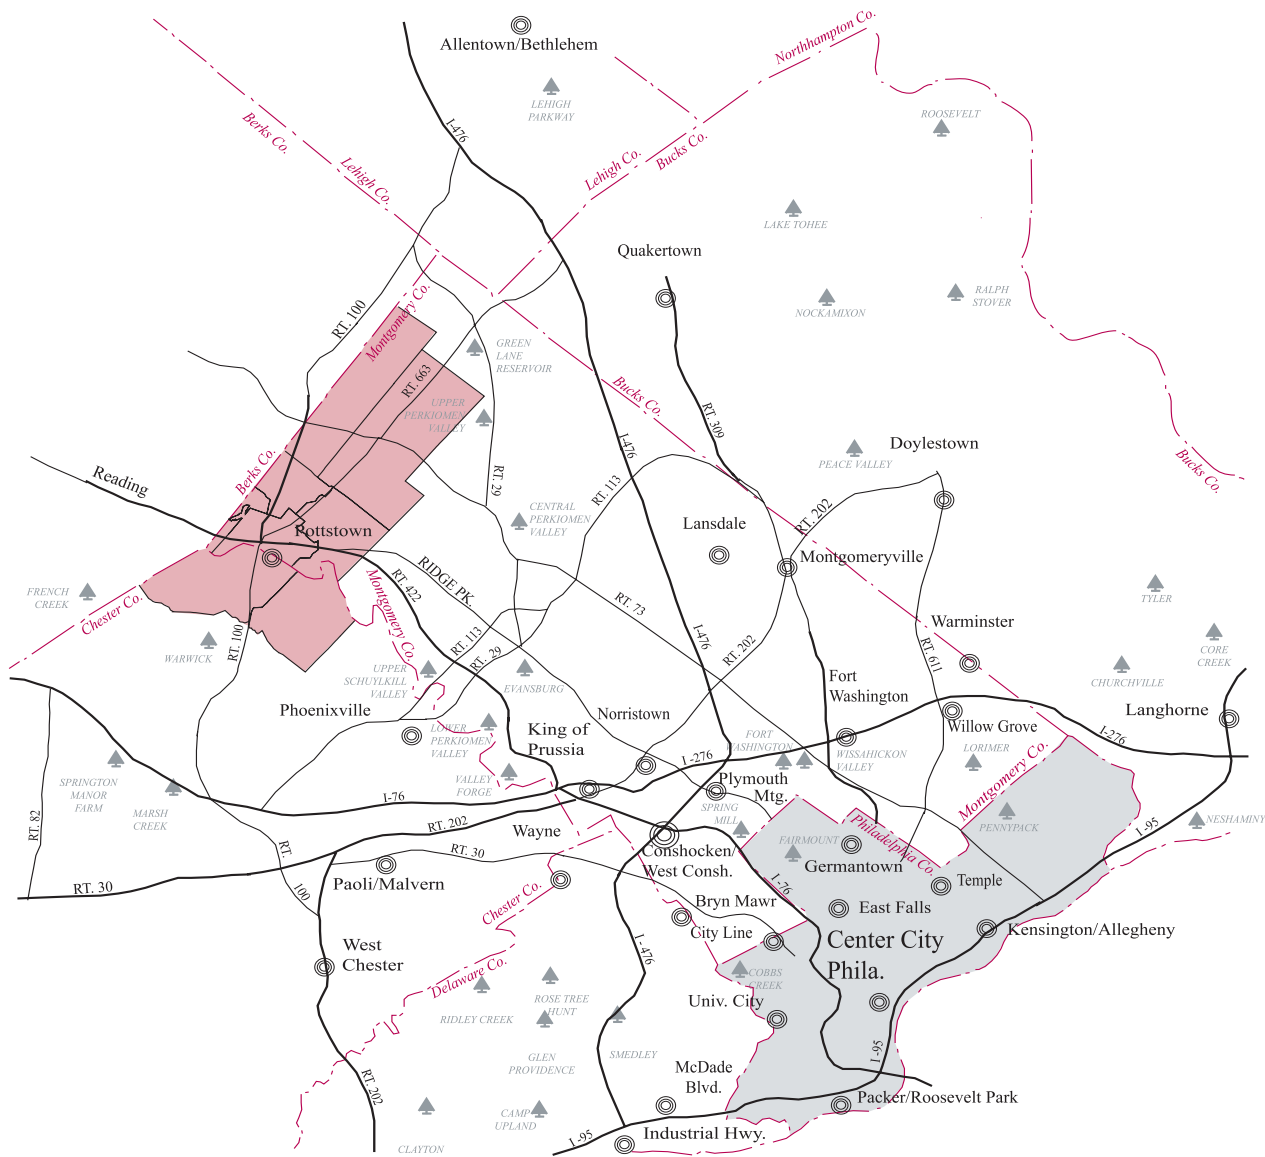 Allentown/Bethlehem
Northhampton Co.
LEHIGH
PARKWAY
Berks Co.
I-476
ROOSEVELT
Lehigh Co.
Lehigh Co.
Bucks Co.
LAKE TOHEE
Quakertown
RT. 100
Montgomery Co.
NOCKAMIXON
RALPH
STOVER
GREEN
LANE
RESERVOIR
RT. 663
UPPER
PERKIOMEN
VALLEY
Bucks Co.
RT. 309
I-476
Doylestown
PEACE VALLEY
Bucks Co.
Reading
Berks Co.
RT. 29
RT. 113
CENTRAL
PERKIOMEN
VALLEY
Lansdale
RT. 202
Pottstown
Montgomeryville
RIDGE PK.
RT. 422
FRENCH
CREEK
Chester Co.
Montgomery Co.
RT. 73
TYLER
Warminster
WARWICK
RT. 100
RT. 113
RT. 29
I-476
RT. 202
RT. 611
CORE
CREEK
UPPER
SCHUYLKILL
VALLEY
EVANSBURG
Fort
Washington
CHURCHVILLE
Phoenixville
Norristown
Langhorne
LOWER
PERKIOMEN
VALLEY
King of
Prussia
FORT
WASHINGTON
Willow Grove
I-276
I -276
WISSAHICKON
VALLEY
LORIMER
Montgomery Co.
SPRINGTON
MANOR
FARM
VALLEY
FORGE
Plymouth
Mtg.
MARSH
CREEK
I-76
SPRING
MILL
RT. 82
RT. 202
Wayne
Philadelphia Co.
PENNYPACK
I -95
NESHAMINY
RT.
100
RT. 30
Conshocken/
West Consh.
FAIRMOUNT
Germantown
RT. 30
Paoli/Malvern
I-76
Temple
Chester Co.
Bryn Mawr
East Falls
City Line
Kensington/Allegheny
West
Chester
I - 476
Center City
Phila.
Delaware Co.
COBBS
CREEK
ROSE TREE
HUNT
Univ. City
RIDLEY CREEK
GLEN
PROVIDENCE
SMEDLEY
I -95
McDade
Blvd.
RT. 202
Packer/Roosevelt Park
CAMP
UPLAND
Industrial Hwy.
I -95
CLAYTON